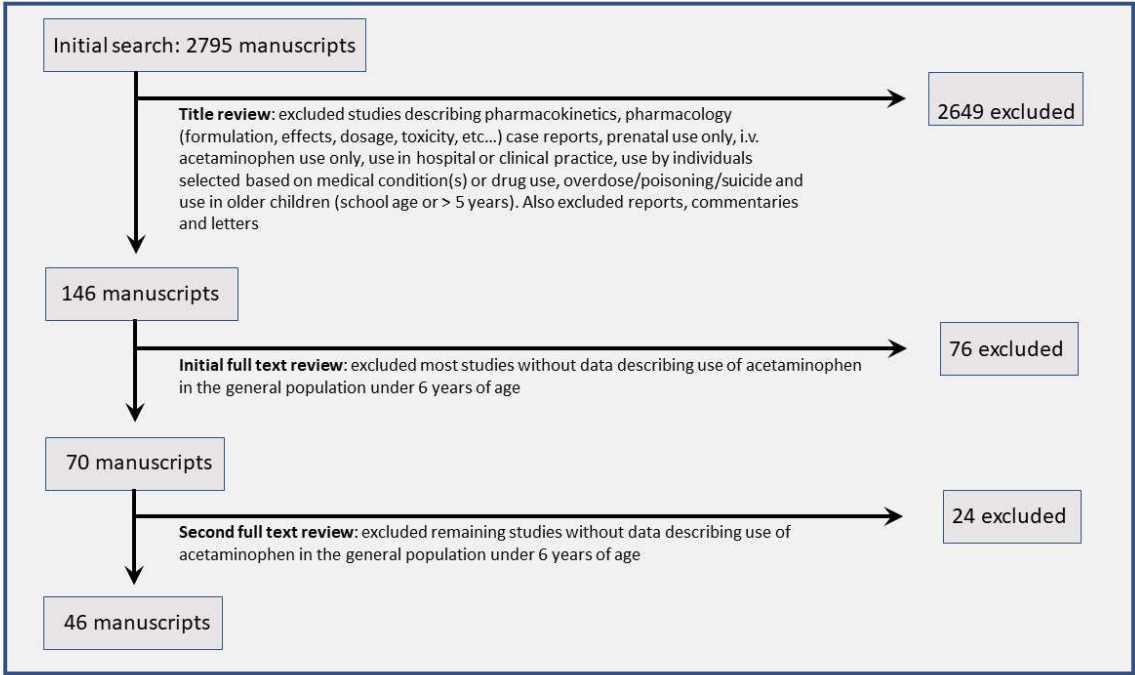 Initial search: 2795 manuscripts
2649 excluded
Title review: excluded studies describing pharmacokinetics, pharmacology
(formulation, effects, dosage, toxicity, etc...) case reports, prenatal use only, i.v.
acetaminophen use only, use in hospital or clinical practice, use by individuals
selected based on medical condition(s) or drug use, overdose/poisoning/suicide and
use in older children (school age or > 5 years). Also excluded reports, commentaries
and letters
146 manuscripts
76 excluded
Initial full text review: excluded most studies without data describing use of acetaminophen
in the general population under 6 years of age
70 manuscripts
24 excluded
Second full text review: excluded remaining studies without data describing use of
acetaminophen in the general population under 6 years of age
46 manuscripts